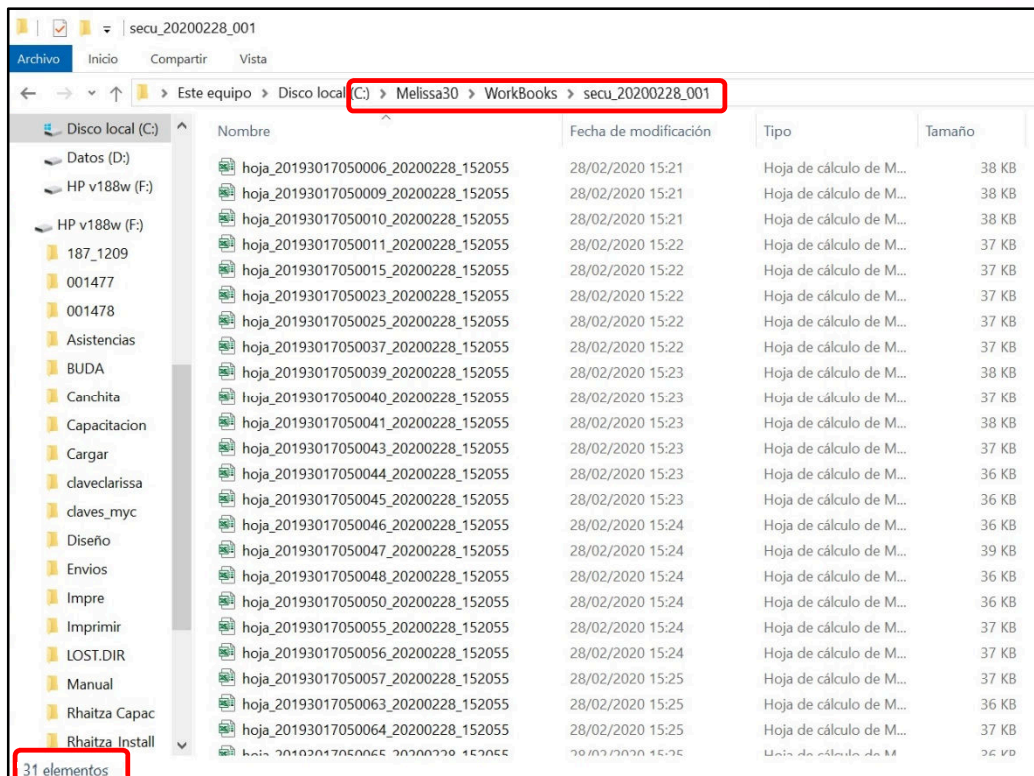 secu_20200228_001
Archivo Inicio Compartir Vista
Este equipo > Disco local (C:) > Melissa30 > WorkBooks > secu_20200228_001
Disco local (C:)
Datos (D:)
HP v188w (F:)
HP v188w (F:)
187_1209
001477
001478
Asistencias
BUDA
Canchita
Capacitacion
Cargar
claveclarissa
claves_myc
Diseño
Envios
Impre
Imprimir
LOST.DIR
Manual
Rhaitza Capac
Rhaitza Install
Nombre Fecha de modificación Tipo Tamaño
hoja_20193017050006_20200228_152055 28/02/2020 15:21 Hoja de cálculo de M... 38 KB
hoja_20193017050009_20200228_152055 28/02/2020 15:21 Hoja de cálculo de M... 38 KB
hoja_20193017050010_20200228_152055 28/02/2020 15:21 Hoja de cálculo de M... 38 KB
hoja_20193017050011_20200228_152055 28/02/2020 15:22 Hoja de cálculo de M... 37 KB
hoja_20193017050015_20200228_152055 28/02/2020 15:22 Hoja de cálculo de M... 37 KB
hoja_20193017050023_20200228_152055 28/02/2020 15:22 Hoja de cálculo de M... 37 KB
hoja_20193017050025_20200228_152055 28/02/2020 15:22 Hoja de cálculo de M... 37 KB
hoja_20193017050037_20200228_152055 28/02/2020 15:22 Hoja de cálculo de M... 37 KB
hoja_20193017050039_20200228_152055 28/02/2020 15:23 Hoja de cálculo de M... 38 KB
hoja_20193017050040_20200228_152055 28/02/2020 15:23 Hoja de cálculo de M... 37 KB
hoja_20193017050041_20200228_152055 28/02/2020 15:23 Hoja de cálculo de M... 38 KB
hoja_20193017050043_20200228_152055 28/02/2020 15:23 Hoja de cálculo de M... 37 KB
hoja_20193017050044_20200228_152055 28/02/2020 15:23 Hoja de cálculo de M... 36 KB
hoja_20193017050045_20200228_152055 28/02/2020 15:23 Hoja de cálculo de M... 36 KB
hoja_20193017050046_20200228_152055 28/02/2020 15:24 Hoja de cálculo de M... 36 KB
hoja_20193017050047_20200228_152055 28/02/2020 15:24 Hoja de cálculo de M... 39 KB
hoja_20193017050048_20200228_152055 28/02/2020 15:24 Hoja de cálculo de M... 36 KB
hoja_20193017050050_20200228_152055 28/02/2020 15:24 Hoja de cálculo de M... 36 KB
hoja_20193017050055_20200228_152055 28/02/2020 15:24 Hoja de cálculo de M... 37 KB
hoja_20193017050056_20200228_152055 28/02/2020 15:24 Hoja de cálculo de M... 37 KB
hoja_20193017050057_20200228_152055 28/02/2020 15:25 Hoja de cálculo de M... 37 KB
hoja_20193017050063_20200228_152055 28/02/2020 15:25 Hoja de cálculo de M... 36 KB
hoja_20193017050064_20200228_152055 28/02/2020 15:25 Hoja de cálculo de M... 37 KB
hoja_20193017050065_20200228_152055 28/02/2020 15:25 Hoja de cálculo de M 36 KB
31 elementos